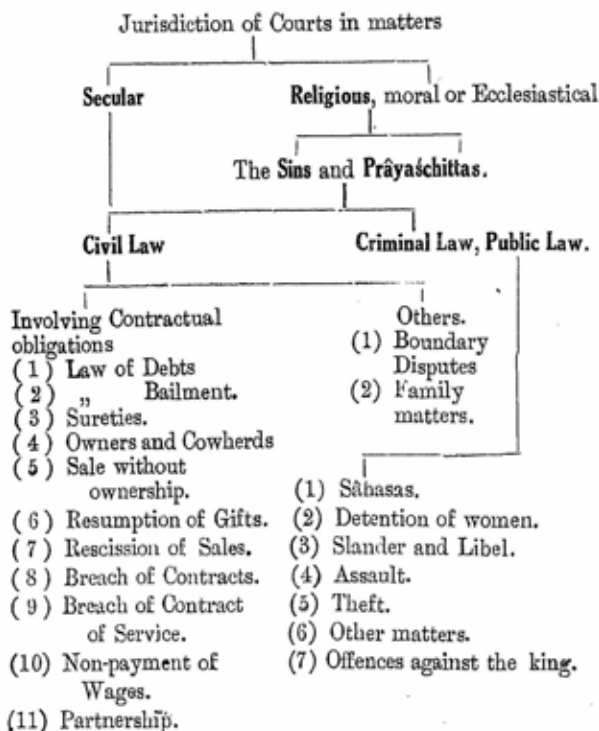 Jurisdiction of Courts in matters
Secular
Religious, moral or Ecclesiastical
The Sins and Prâyaśchittas.
Civil Law
Criminal Law, Public Law.
Involving Contractual
obligations
(1) Law of Debts
(2) „ Bailment.
(3) Sureties.
(4) Owners and Cowherds
(5) Sale without
ownership.
(6) Resumption of Gifts.
(7) Rescission of Sales.
(8) Breach of Contracts.
(9) Breach of Contract
of Service.
(10) Non-payment of
Wages.
(11) Partnership.
Others.
(1) Boundary
Disputes
(2) Family
matters.
(1) Sâhasas.
(2) Detention of women.
(3) Slander and Libel.
(4) Assault.
(5) Theft.
(6) Other matters.
(7) Offences against the king.